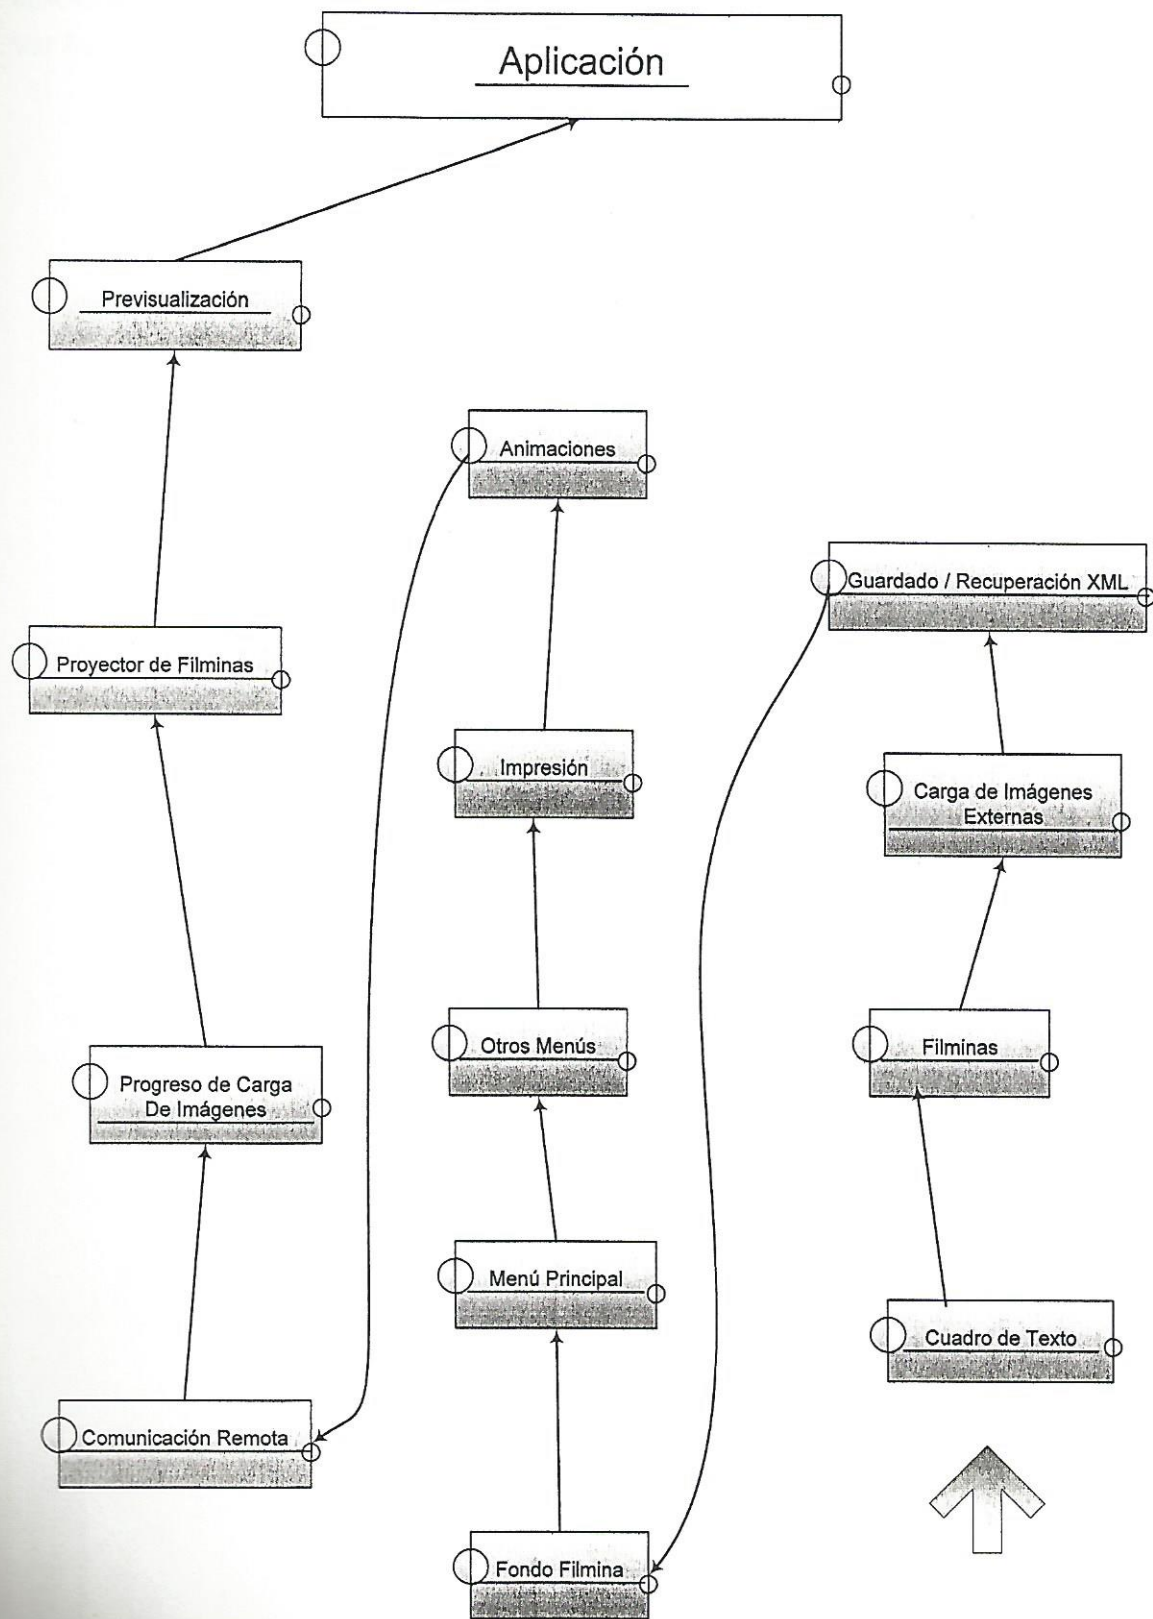 Aplicación
Previsualización
Animaciones
Guardado / Recuperación XML
Proyector de Filminas
Impresión
Carga de Imágenes
Externas
Otros Menús
Filminas
Progreso de Carga
De Imágenes
Menú Principal
Cuadro de Texto
Comunicación Remota
Fondo Filmina